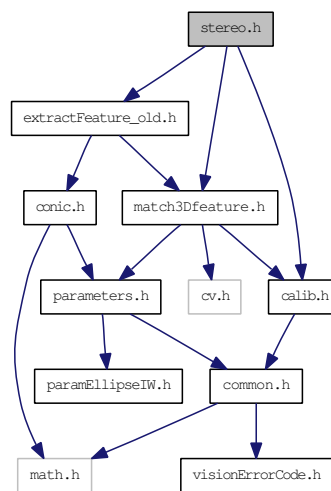 stereo.h
extractFeature_old.h
conic.h
match3Dfeature.h
parameters.h
cv.h
calib.h
paramEllipseIW.h
common.h
math.h
visionErrorCode.h